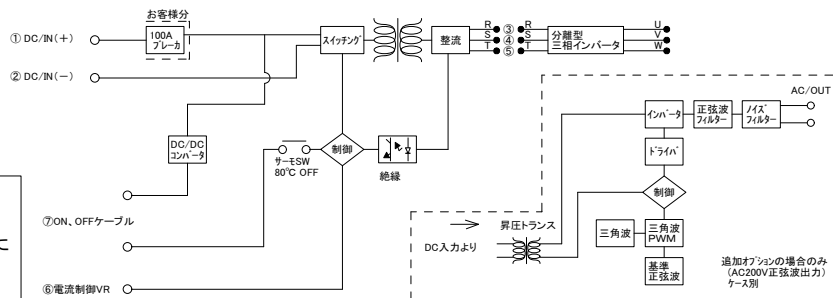 お客様分
① DC/IN(+)
100A
ブレーカ
スイッチング
整流
R ③ R
S ④ S
T ⑤ T
分離型
三相インバータ
U
V
W
② DC/IN(−)
DC/DC
コンバータ
サーモSW
80℃ OFF
制御
絶縁
⑦ON、OFFケーブル
に
⑥電流制御VR
AC/OUT
インバータ
正弦波
フィルター
ノイズ
フィルター
ドライバ
制御
昇圧トランス
DC入力より
三角波
三角波
PWM
基準
正弦波
追加オプションの場合のみ
(AC200V正弦波出力)
ケース別